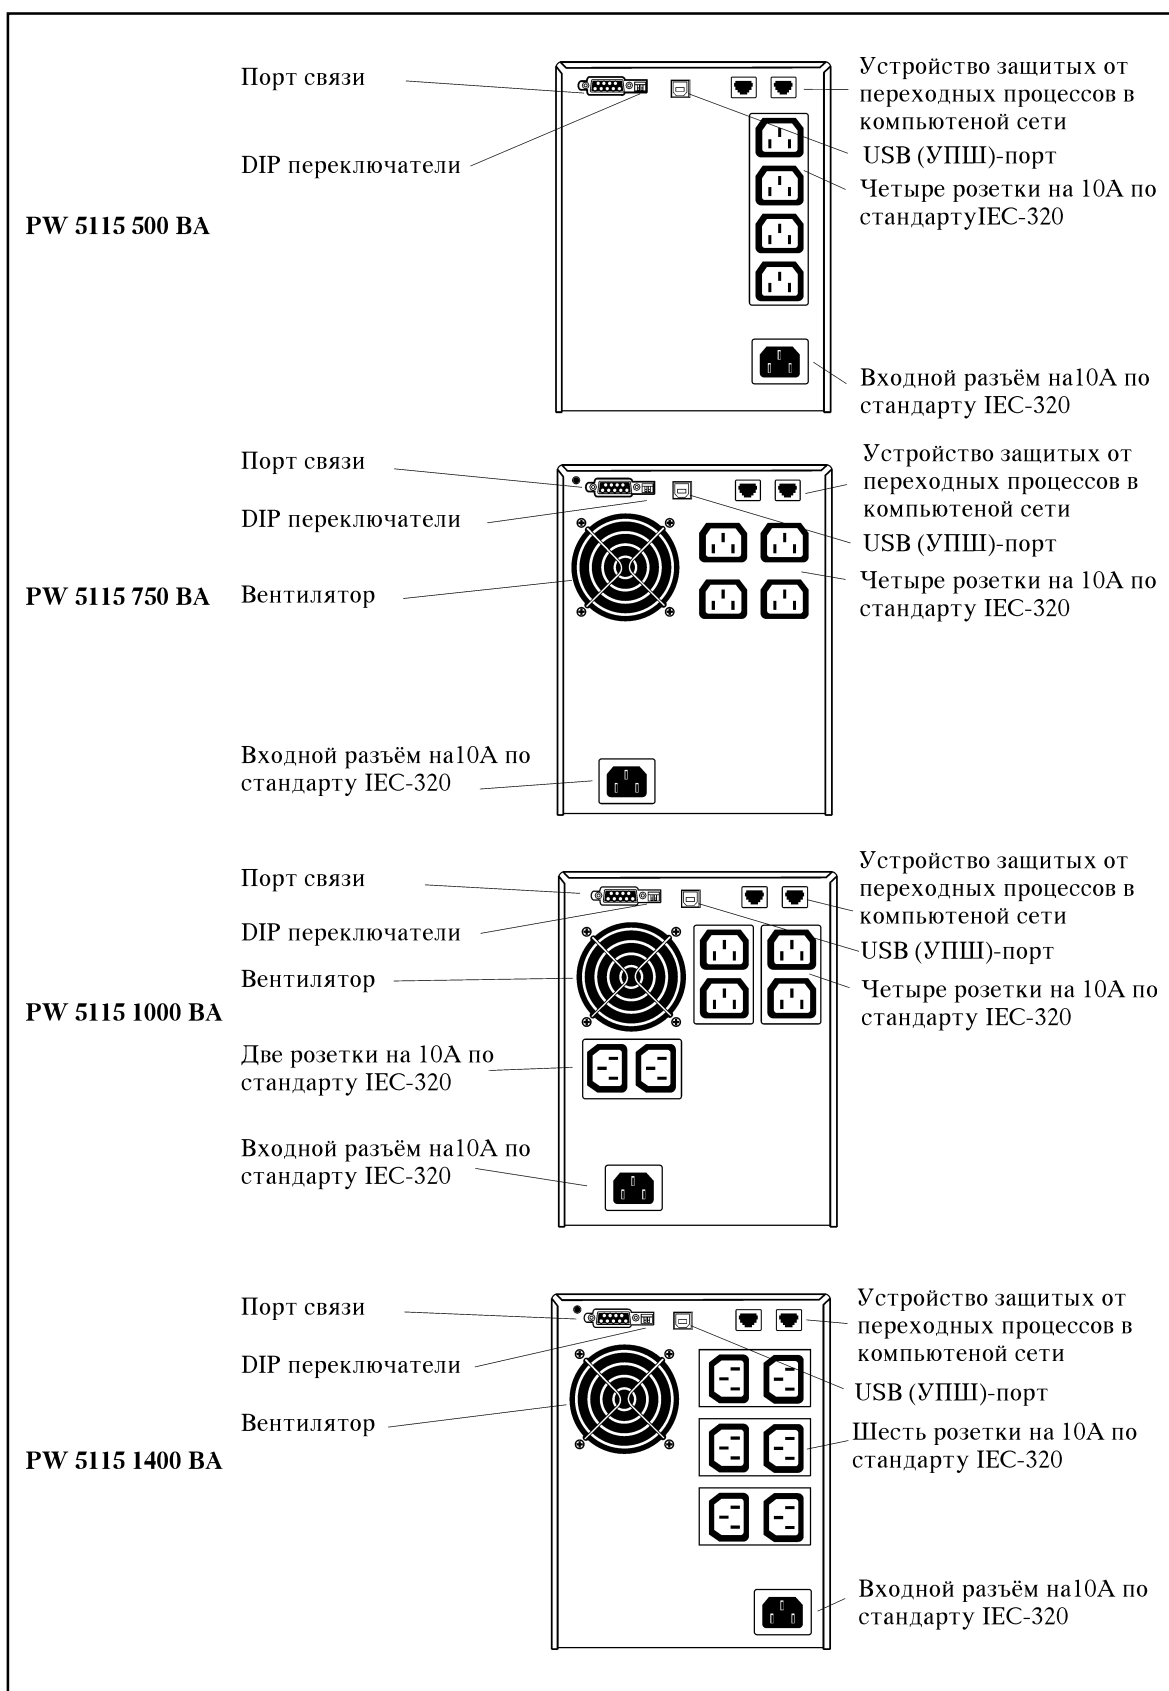 Порт связи
DIP переключатели
PW 5115 500 ВА
Устройство защитых от
переходных процессов в
компьютеной сети
USB (УПШ)-порт
Четыре розетки на 10А по
стандартуIEC-320
Входной разъём на10А по
стандарту IEC-320
Порт связи
DIP переключатели
PW 5115 750 ВА
Вентилятор
Входной разъём на10А по
стандарту IEC-320
Устройство защитых от
переходных процессов в
компьютеной сети
USB (УПШ)-порт
Четыре розетки на 10А по
стандарту IEC-320
Порт связи
DIP переключатели
Вентилятор
PW 5115 1000 ВА
Две розетки на 10А по
стандарту IEC-320
Входной разъём на10А по
стандарту IEC-320
Устройство защитых от
переходных процессов в
компьютеной сети
USB (УПШ)-порт
Четыре розетки на 10А по
стандарту IEC-320
Порт связи
DIP переключатели
Вентилятор
PW 5115 1400 ВА
Устройство защитых от
переходных процессов в
компьютеной сети
USB (УПШ)-порт
Шесть розетки на 10А по
стандарту IEC-320
Входной разъём на10А по
стандарту IEC-320